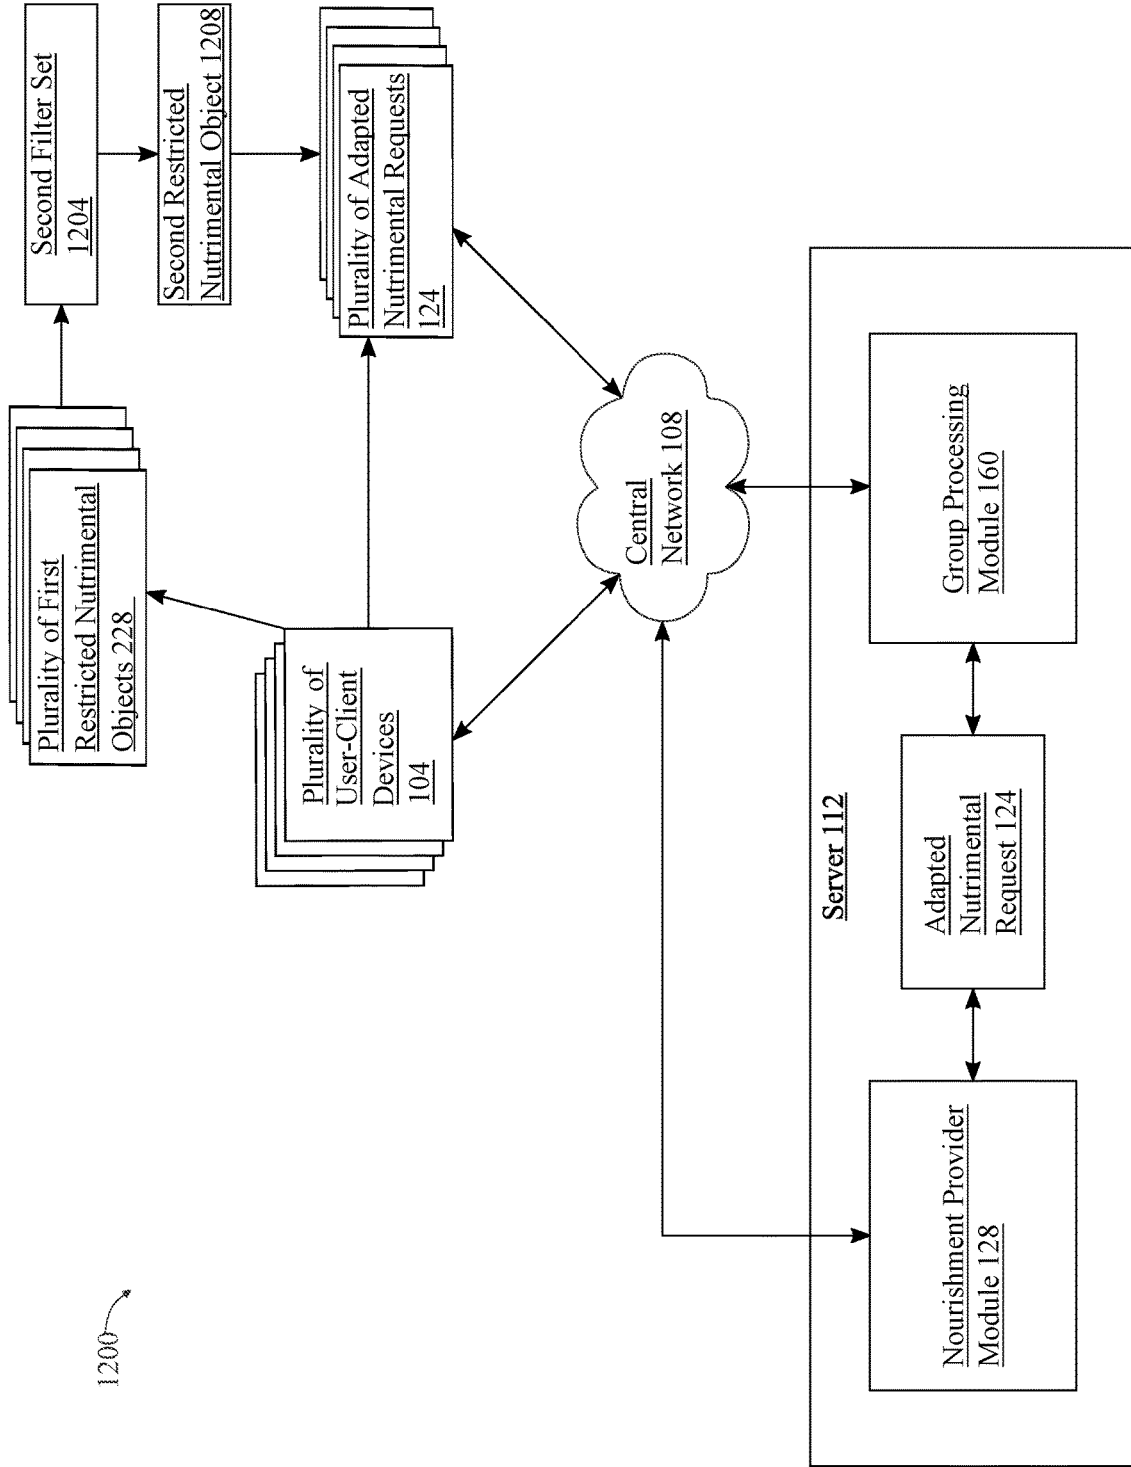 1200
Plurality of First
Restricted Nutrimental
Objects 228
Second Filter Set
1204
Second Restricted
Nutrimental Object 1208
Plurality of
User-Client
Devices
104
Plurality of Adapted
Nutrimental Requests
124
Central
Network 108
Server 112
Nourishment Provider
Module 128
Adapted
Nutrimental
Request 124
Group Processing
Module 160